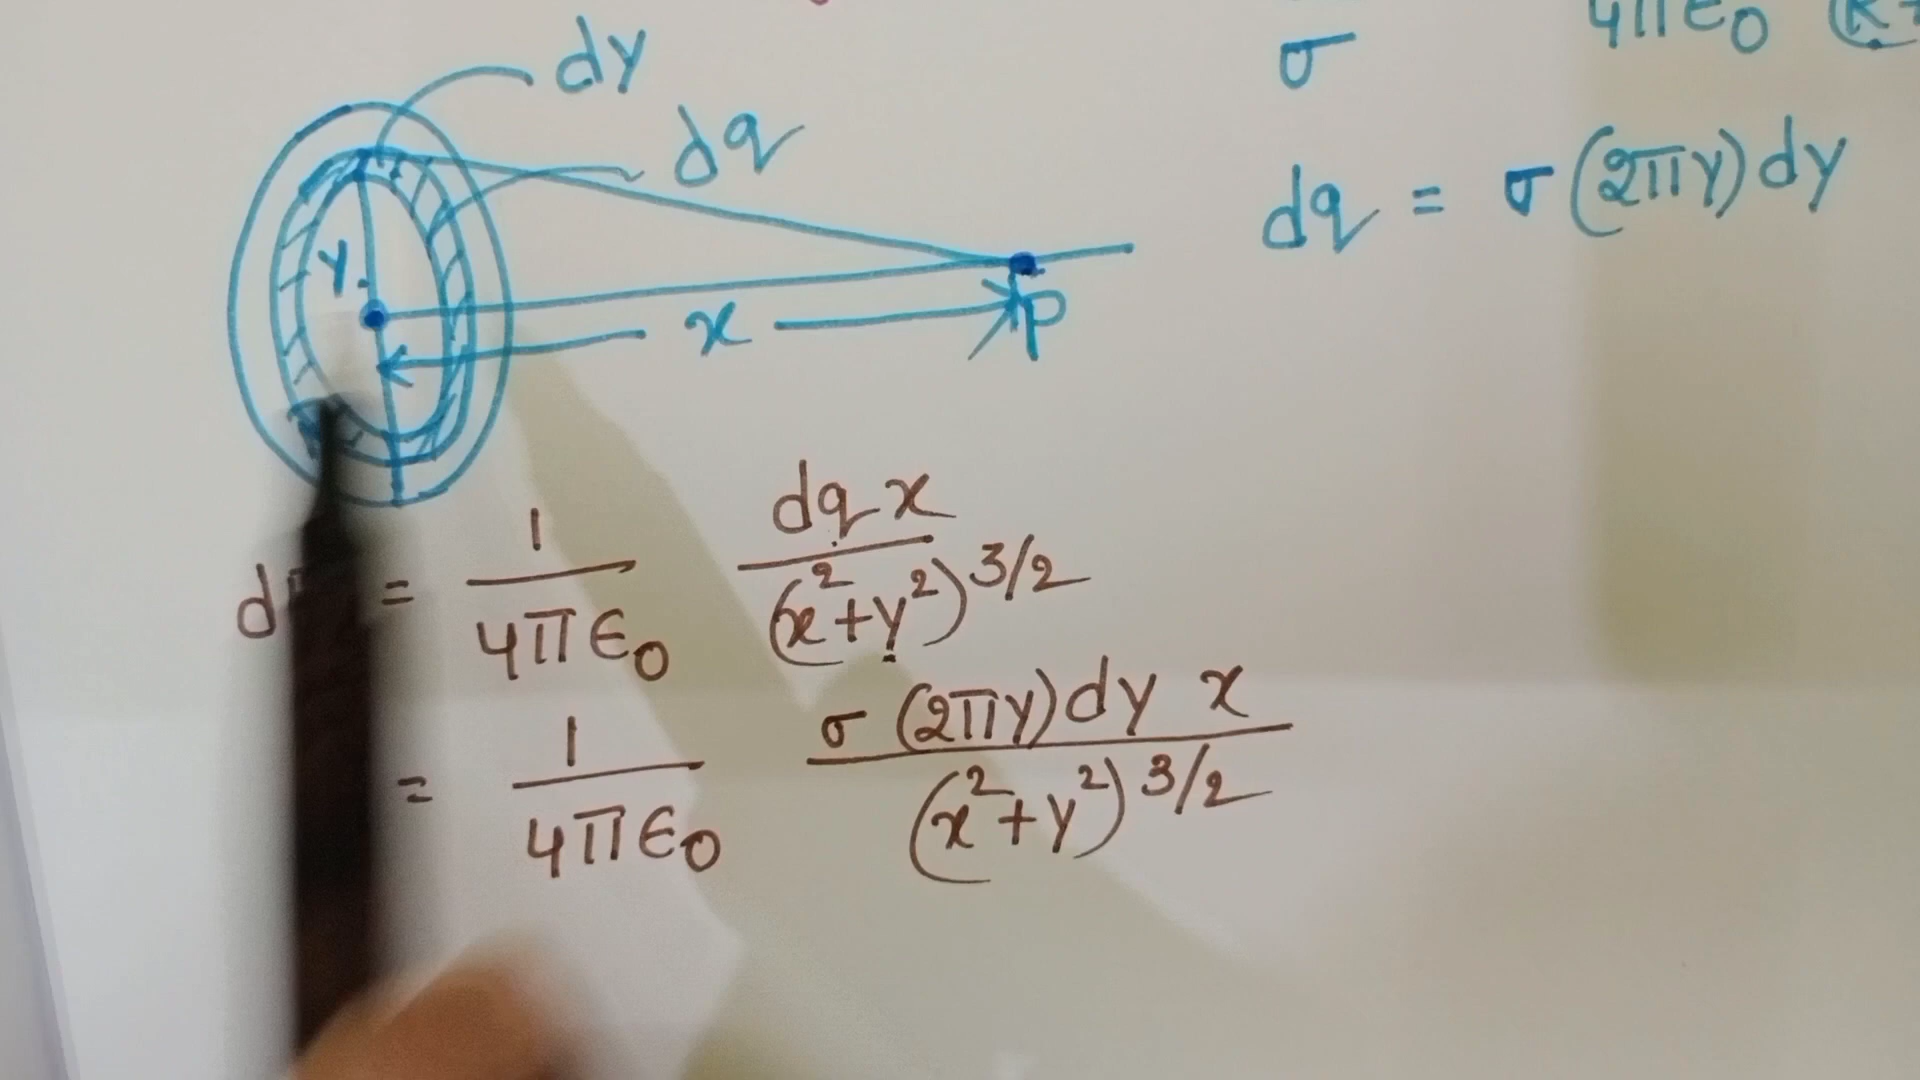 dy
dq
σ
4πϵ₀ (R
dq = σ(2πy)dy
y
x
P
d = 1/4πϵ₀ dq x/(x²+y²)^3/2
= 1/4πϵ₀ σ(2πy)dy x/(x²+y²)^3/2